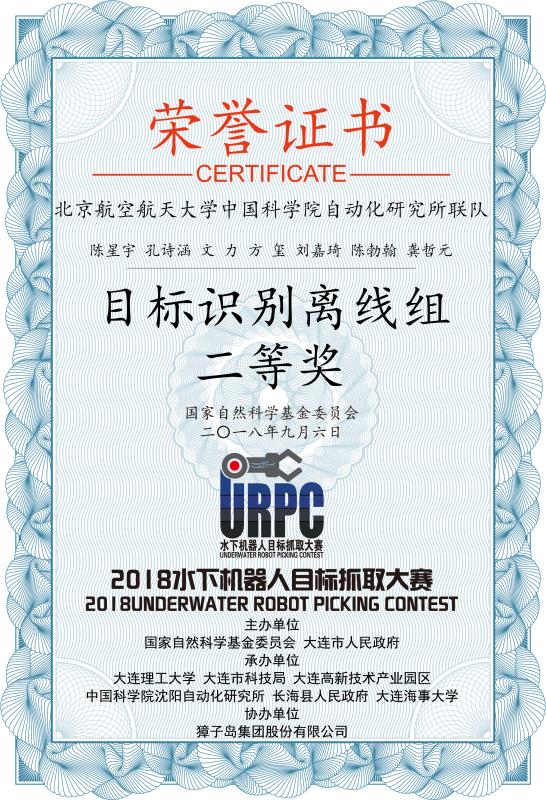 荣誉证书
CERTIFICATE
北京航空航天大学中国科学院自动化研究所联队
陈星宇 孔诗涵 文 力 方 玺 刘嘉琦 陈勃翰 龚哲元
目标识别离线组
二等奖
国家自然科学基金委员会
二〇一八年九月六日
URPC
水下机器人目标抓取大赛
UNDERWATER ROBOT PICKING CONTEST
2018水下机器人目标抓取大赛
2018UNDERWATER ROBOT PICKING CONTEST
主办单位
国家自然科学基金委员会 大连市人民政府
承办单位
大连理工大学 大连市科技局 大连高新技术产业园区
中国科学院沈阳自动化研究所 长海县人民政府 大连海事大学
协办单位
獐子岛集团股份有限公司